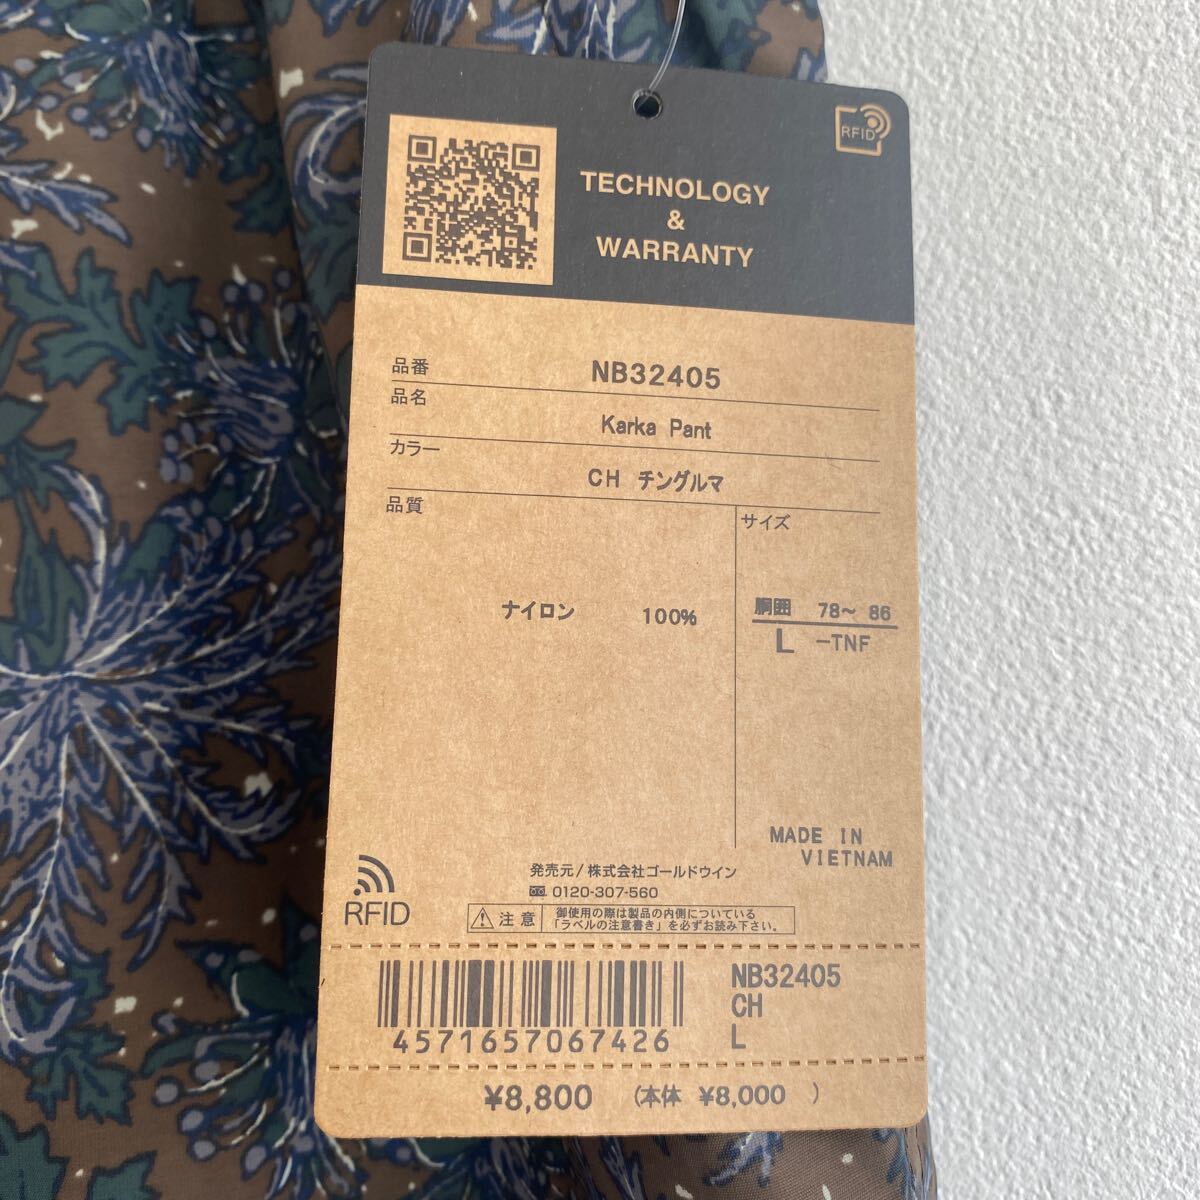 RFID
TECHNOLOGY
&
WARRANTY
品番 NB32405
品名 Karka Pant
カラー CH チングルマ
品質
ナイロン 100%
サイズ
胴囲 78～ 86
L -TNF
MADE IN
VIETNAM
発売元/株式会社ゴールドウイン
0120-307-560
RFID
注意
御使用の際は製品の内側についている
「ラベルの注意書き」を必ずお読み下さい。
4571657067426
NB32405
CH
L
¥8,800 (本体 ¥8,000 )